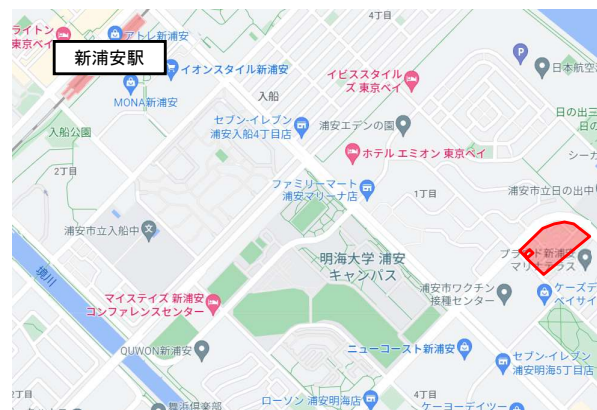 4丁目
ライトン
東京ベイ
アトレ新浦安
新浦安駅
イオンスタイル新浦安
MONA新浦安
イビススタイル
ズ 東京ベイ
P
日本航空
入船
日の出三
日の
セブン-イレブン
浦安入船4丁目店
浦安エデンの園
入船公園
ホテル エミオン 東京ベイ
シーガ
2丁目
ファミリーマート
浦安マリーナ店
1丁目
浦安市立日の出中
浦安市立入船中
文
明海大学 浦安
キャンパス
ブランド新浦安
マリナテラス
境川
浦安市ワクチン
接種センター
ケーズデ
ベイサイ
マイステイズ 新浦安
コンファレンスセンター
QUWON新浦安
ニューコースト新浦安
セブン-イレブン
新浦安明海5丁目店
丁目
舞浜倶楽部
ローソン 浦安明海店
4丁目
ケーヨーデイツー